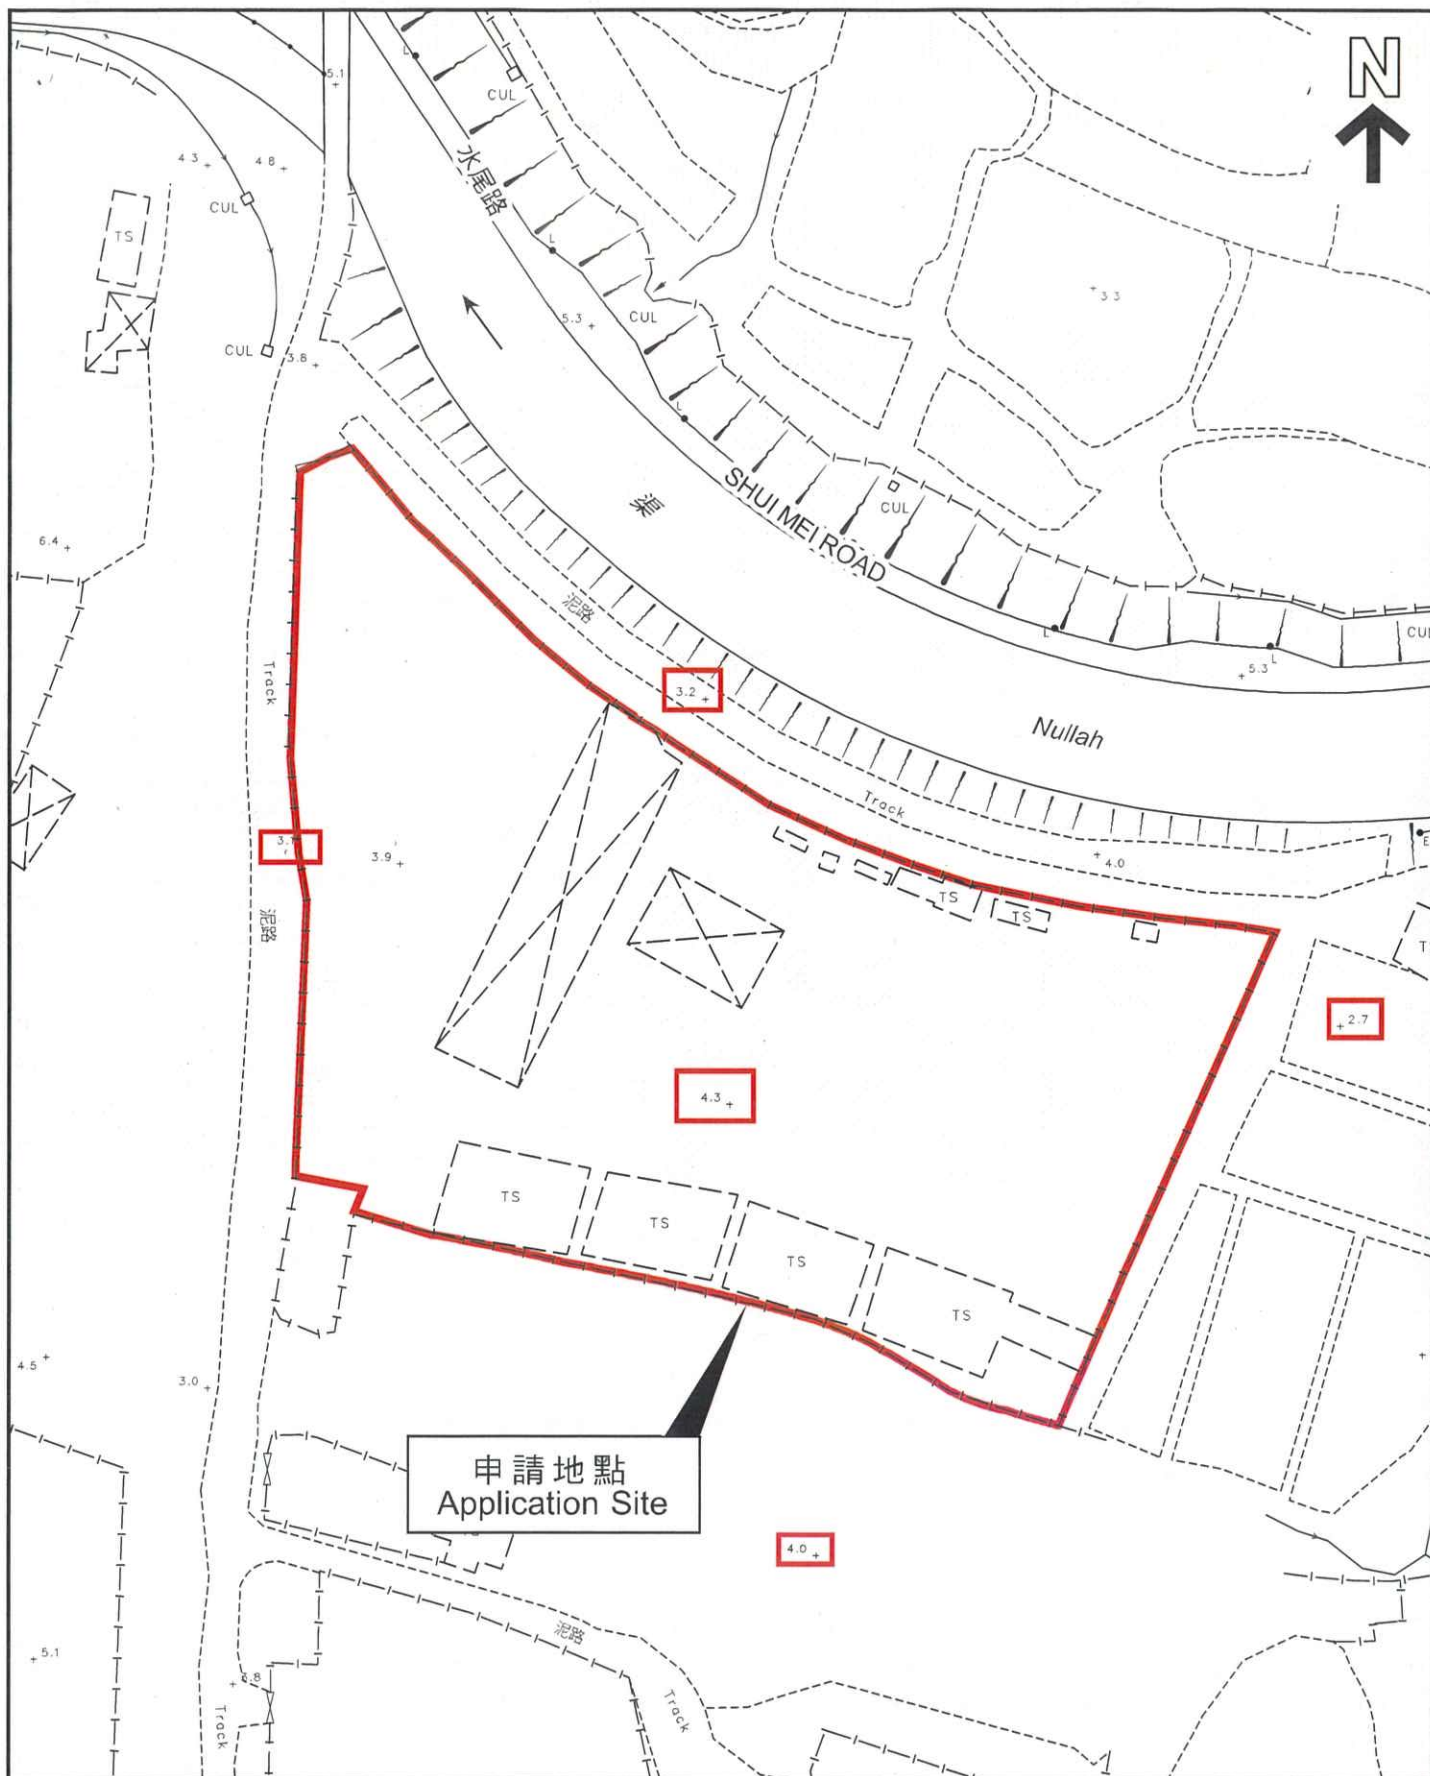 N
5.1
L
CUL
水尾路
4.3
4.8
CUL
TS
L
3.3
5.3
CUL
CUL
3.8
L
SHUI MEI ROAD
渠
CUL
6.4
泥路
L
CUL
L
5.3
Track
3.2
Nullah
Track
E
3.9
4.0
TS
TS
泥路
2.7
4.3
TS
TS
TS
TS
4.5
3.0
申請地點
Application Site
4.0
泥路
5.1
3.8
Track
Track